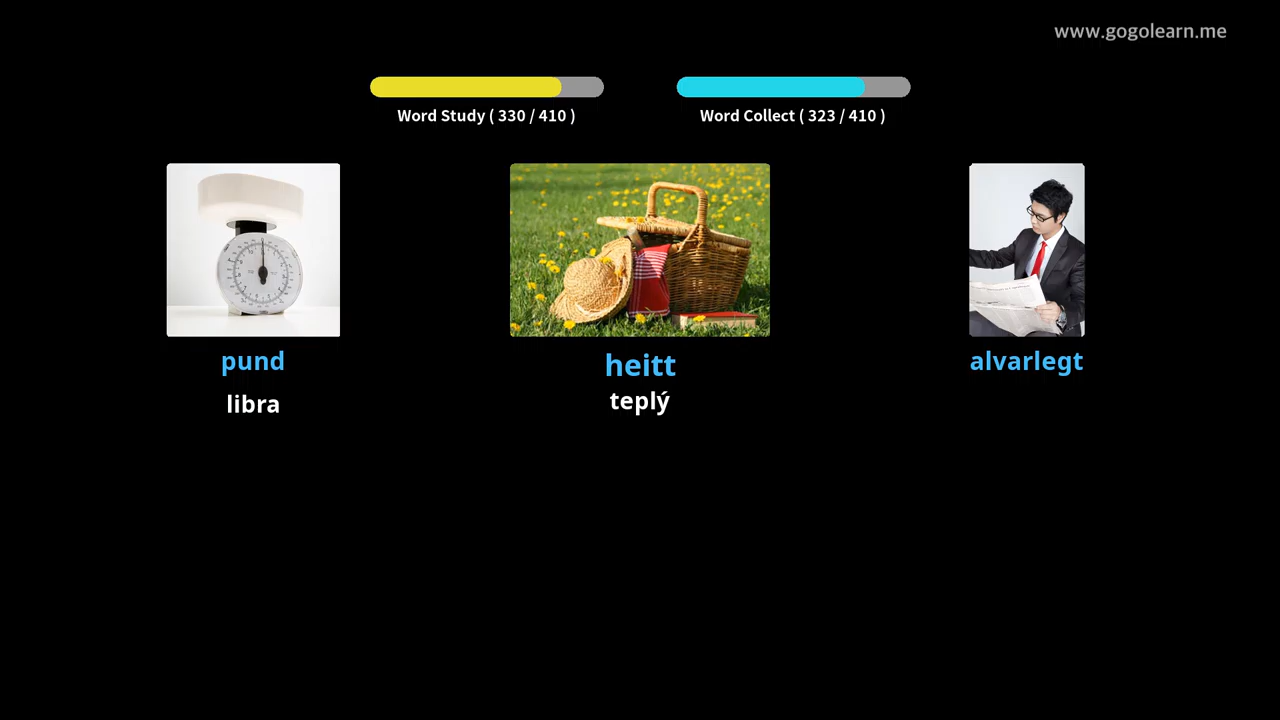 www.gogolearn.me
Word Study ( 330 / 410 )
Word Collect ( 323 / 410 )
pund
libra
heitt
teplý
alvarlegt